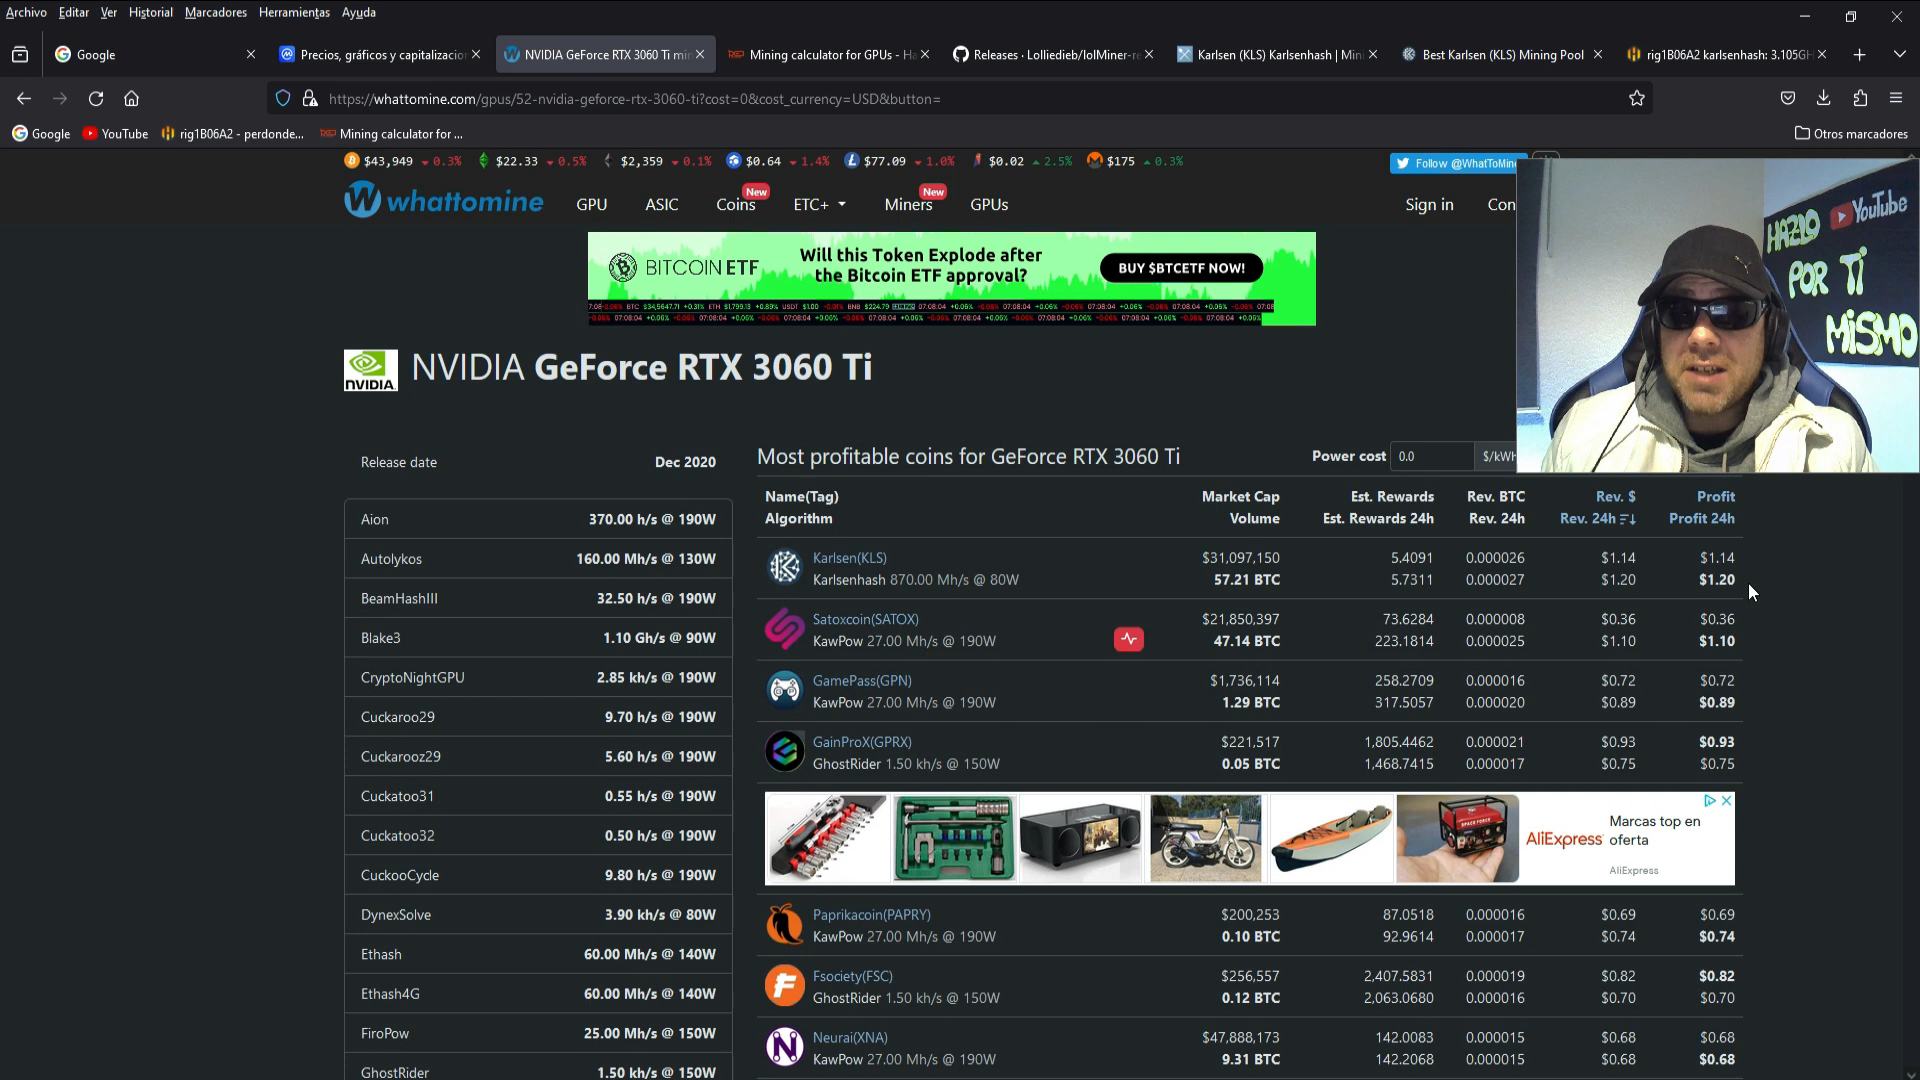 Archivo Editar Ver Historial Marcadores Herramientas Ayuda
Google
Precios, gráficos y capitalizacion
NVIDIA GeForce RTX 3060 Ti min
Mining calculator for GPUs - Ha
Releases · Lolliedieb/lolMiner-re
Karlsen (KLS) Karlsenhash | Mini
Best Karlsen (KLS) Mining Pool
rig1B06A2 karlsenhash: 3.105GH
https://whattomine.com/gpus/52-nvidia-geforce-rtx-3060-ti?cost=0&cost_currency=USD&button=
Google YouTube rig1B06A2 - perdonde... Mining calculator for ... Otros marcadores
$43,949 0.3% $22.33 0.5% $2,359 0.1% $0.64 1.4% $77.09 1.0% $0.02 2.5% $175 0.3%
Follow @WhatToMine
whattomine GPU ASIC Coins New ETC+ Miners New GPUs Sign in Con
BITCOIN ETF
Will this Token Explode after
the Bitcoin ETF approval?
BUY $BTCETF NOW!
HAZLO
YouTube
POR TI
MISMO
NVIDIA
NVIDIA GeForce RTX 3060 Ti
Release date Dec 2020
Aion 370.00 h/s @ 190W
Autolykos 160.00 Mh/s @ 130W
BeamHashIII 32.50 h/s @ 190W
Blake3 1.10 Gh/s @ 90W
CryptoNightGPU 2.85 kh/s @ 190W
Cuckaroo29 9.70 h/s @ 190W
Cuckarooz29 5.60 h/s @ 190W
Cuckatoo31 0.55 h/s @ 190W
Cuckatoo32 0.50 h/s @ 190W
CuckooCycle 9.80 h/s @ 190W
DynexSolve 3.90 kh/s @ 80W
Ethash 60.00 Mh/s @ 140W
Ethash4G 60.00 Mh/s @ 140W
FiroPow 25.00 Mh/s @ 150W
GhostRider 1.50 kh/s @ 150W
Most profitable coins for GeForce RTX 3060 Ti Power cost 0.0 $/kWh
Name(Tag) Market Cap Est. Rewards Rev. BTC Rev. $ Profit
Algorithm Volume Est. Rewards 24h Rev. 24h Rev. 24h Profit 24h
Karlsen(KLS) $31,097,150 5.4091 0.000026 $1.14 $1.14
Karlsenhash 870.00 Mh/s @ 80W 57.21 BTC 5.7311 0.000027 $1.20 $1.20
Satoxcoin(SATOX) $21,850,397 73.6284 0.000008 $0.36 $0.36
KawPow 27.00 Mh/s @ 190W 47.14 BTC 223.1814 0.000025 $1.10 $1.10
GamePass(GPN) $1,736,114 258.2709 0.000016 $0.72 $0.72
KawPow 27.00 Mh/s @ 190W 1.29 BTC 317.5057 0.000020 $0.89 $0.89
GainProX(GPRX) $221,517 1,805.4462 0.000021 $0.93 $0.93
GhostRider 1.50 kh/s @ 150W 0.05 BTC 1,468.7415 0.000017 $0.75 $0.75
AliExpress
Marcas top en
oferta
AliExpress
Paprikacoin(PAPRY) $200,253 87.0518 0.000016 $0.69 $0.69
KawPow 27.00 Mh/s @ 190W 0.10 BTC 92.9614 0.000017 $0.74 $0.74
Fsociety(FSC) $256,557 2,407.5831 0.000019 $0.82 $0.82
GhostRider 1.50 kh/s @ 150W 0.12 BTC 2,063.0680 0.000016 $0.70 $0.70
Neurai(XNA) $47,888,173 142.0083 0.000015 $0.68 $0.68
KawPow 27.00 Mh/s @ 190W 9.31 BTC 142.2068 0.000015 $0.68 $0.68